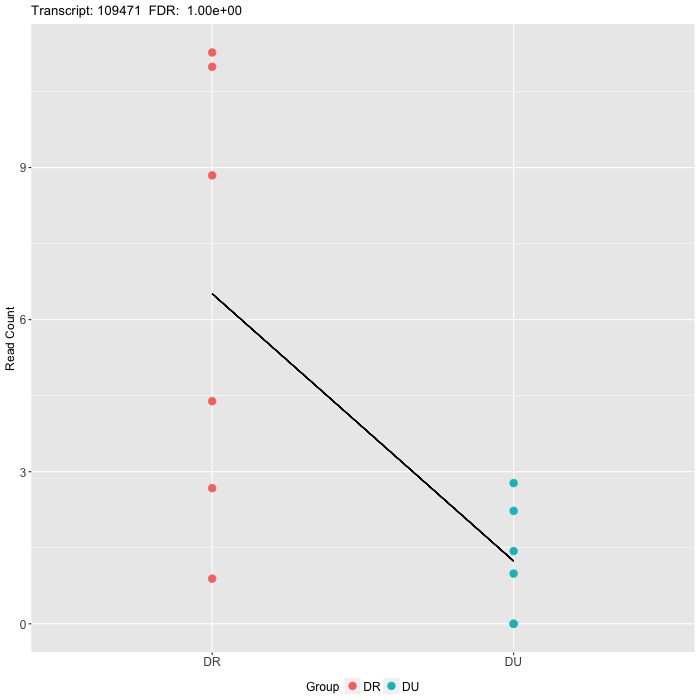 Transcript: 109471  FDR:  1.00e+00
Read Count
9
6
3
0
DR DU
Group DR DU